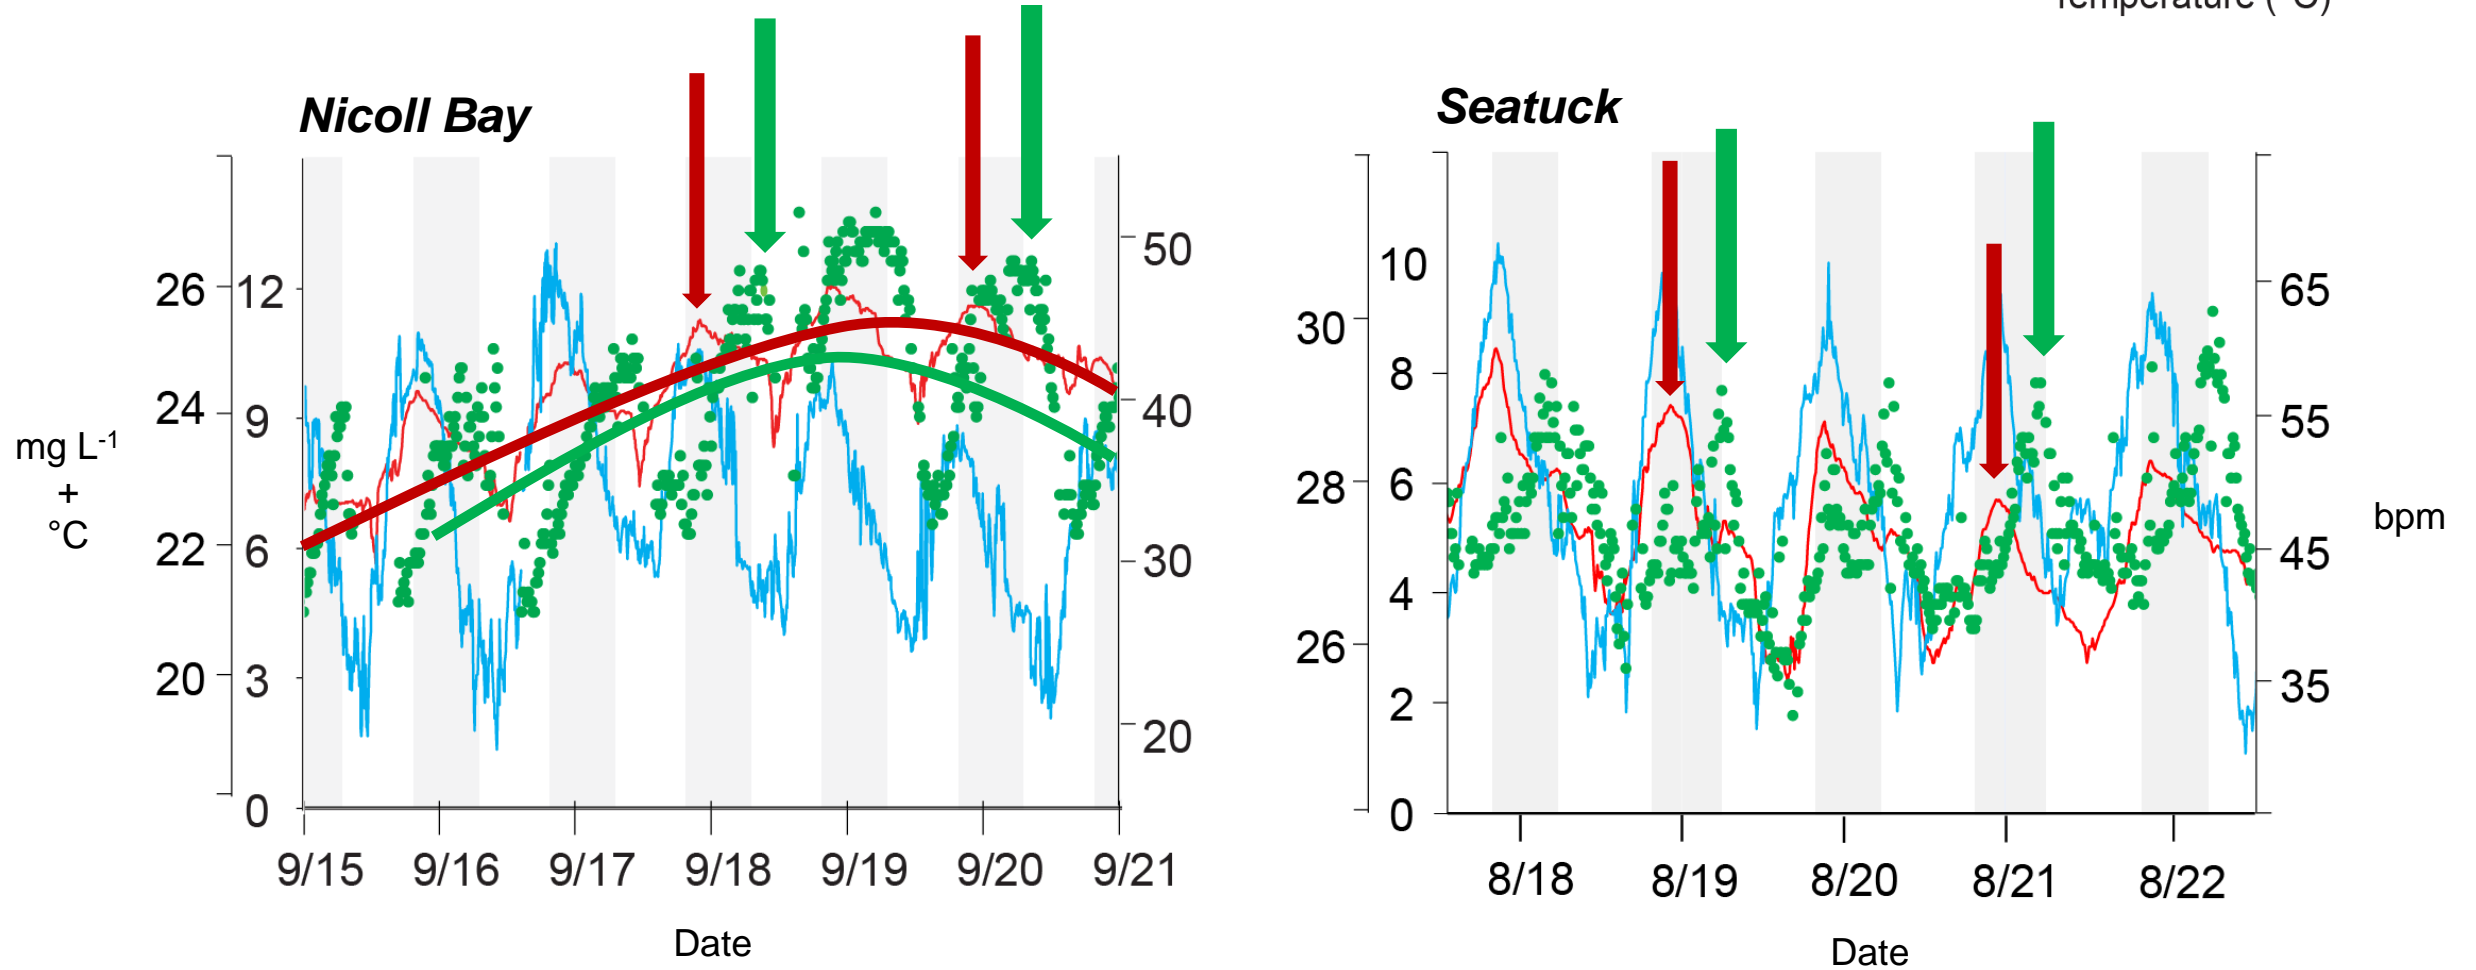 Temperature (°C)
Nicoll Bay
Seatuck
mg L-1
+
°C
26
24
22
20
12
9
6
3
0
50
40
30
20
9/15 9/16 9/17 9/18 9/19 9/20 9/21
Date
30
28
26
10
8
6
4
2
0
65
55
45
35
bpm
8/18 8/19 8/20 8/21 8/22
Date